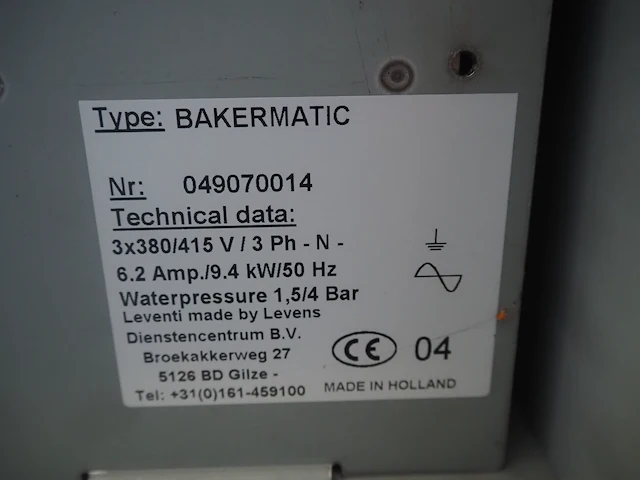 Type: BAKERMATIC
Nr: 049070014
Technical data:
3x380/415 V / 3 Ph - N -
6.2 Amp./9.4 kW/50 Hz
Waterpressure 1,5/4 Bar
Leventi made by Levens
Dienstencentrum B.V.
Broekakkerweg 27
5126 BD Gilze -
Tel: +31(0)161-459100
CE 04
MADE IN HOLLAND